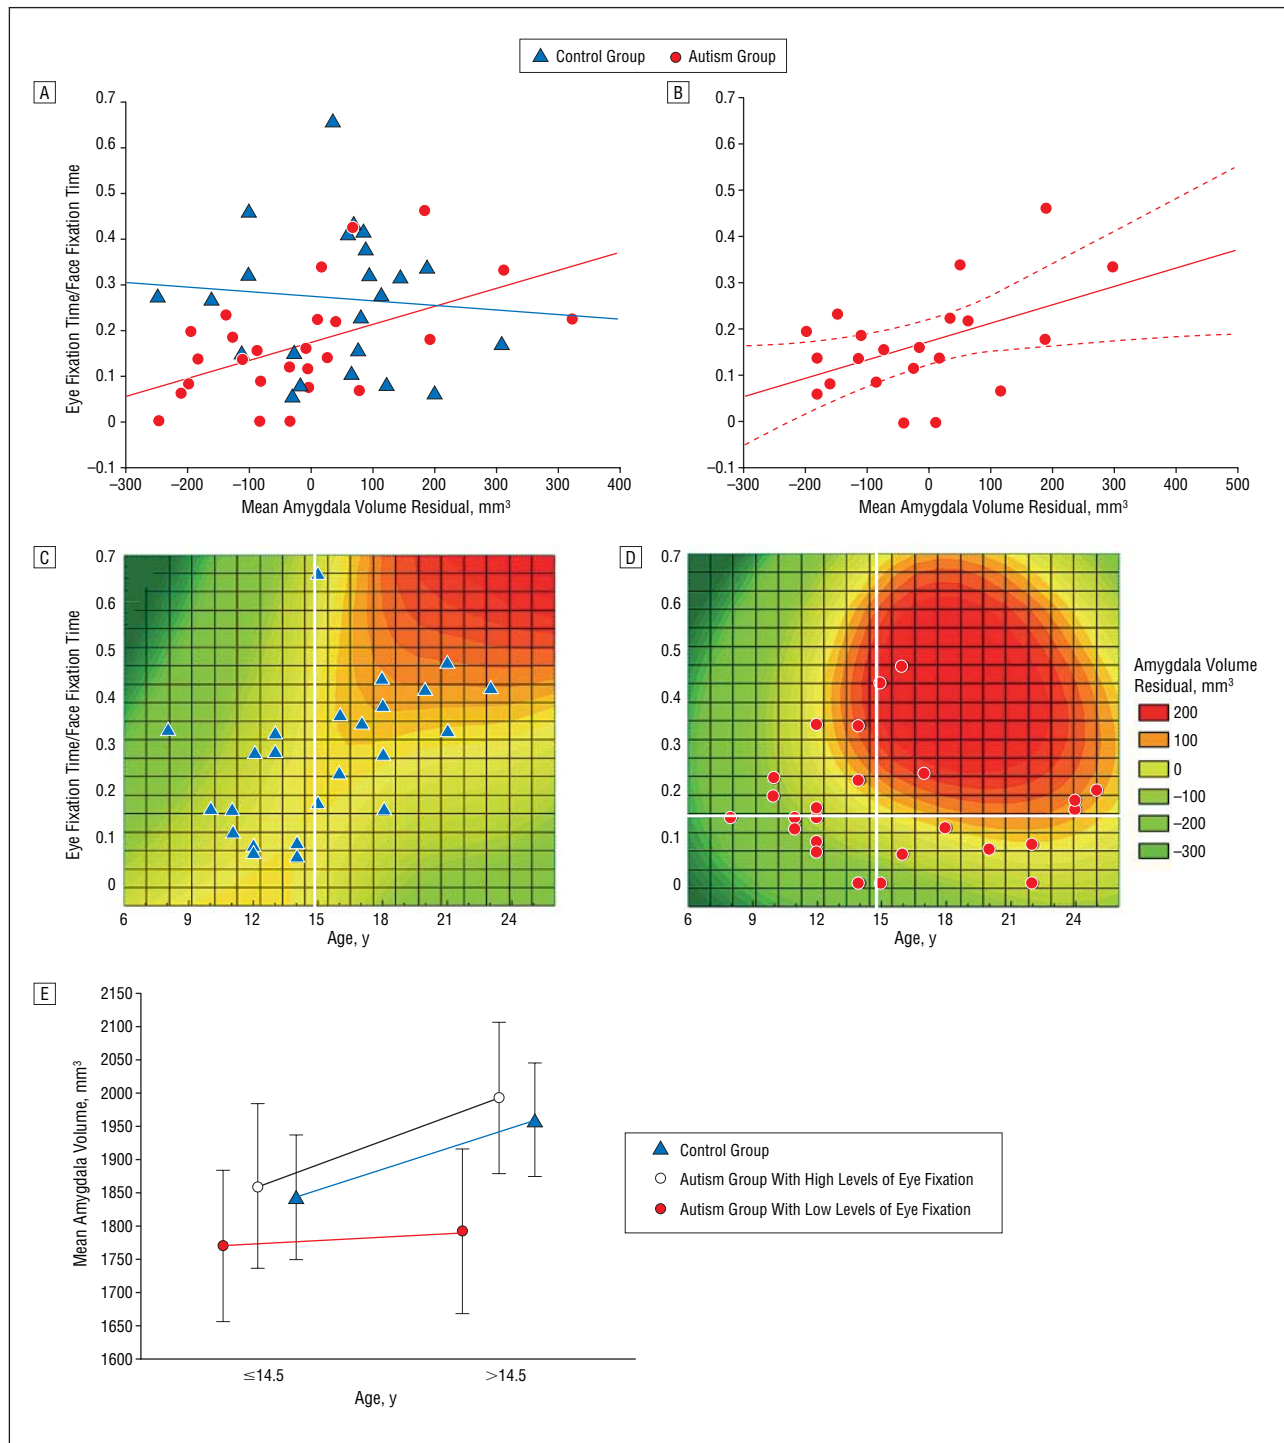 Control Group
Autism Group
A
0.7
0.6
0.5
0.4
0.3
0.2
0.1
0
–0.1
Eye Fixation Time/Face Fixation Time
–300 –200 –100 0 100 200 300 400
Mean Amygdala Volume Residual, mm³
B
0.7
0.6
0.5
0.4
0.3
0.2
0.1
0
–0.1
–300 –200 –100 0 100 200 300 400 500
Mean Amygdala Volume Residual, mm³
C
0.7
0.6
0.5
0.4
0.3
0.2
0.1
0
Eye Fixation Time/Face Fixation Time
6 9 12 15 18 21 24
Age, y
D
0.7
0.6
0.5
0.4
0.3
0.2
0.1
0
6 9 12 15 18 21 24
Age, y
Amygdala Volume
Residual, mm³
200
100
0
–100
–200
–300
E
2150
2100
2050
2000
1950
1900
1850
1800
1750
1700
1650
1600
Mean Amygdala Volume, mm³
≤14.5 >14.5
Age, y
Control Group
Autism Group With High Levels of Eye Fixation
Autism Group With Low Levels of Eye Fixation